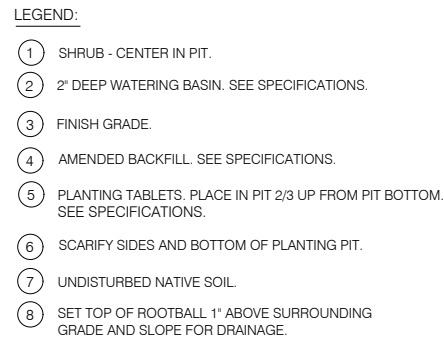 LEGEND:
1 SHRUB - CENTER IN PIT.
2 2" DEEP WATERING BASIN. SEE SPECIFICATIONS.
3 FINISH GRADE.
4 AMENDED BACKFILL. SEE SPECIFICATIONS.
5 PLANTING TABLETS. PLACE IN PIT 2/3 UP FROM PIT BOTTOM.
SEE SPECIFICATIONS.
6 SCARIFY SIDES AND BOTTOM OF PLANTING PIT.
7 UNDISTURBED NATIVE SOIL.
8 SET TOP OF ROOTBALL 1" ABOVE SURROUNDING
GRADE AND SLOPE FOR DRAINAGE.